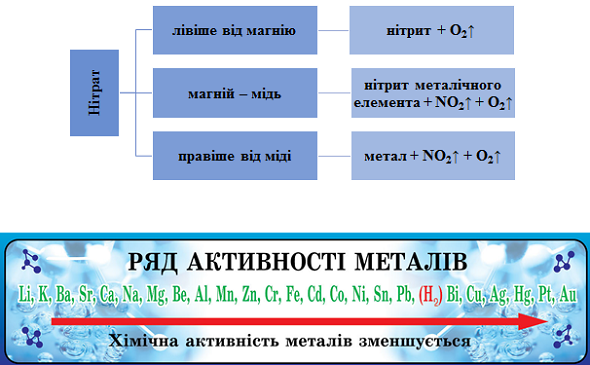 Нітрат
лівіше від магнію
нітрит + O₂↑
магній – мідь
нітрит металічного
елемента + NO₂↑ + O₂↑
правіше від міді
метал + NO₂↑ + O₂↑
РЯД АКТИВНОСТІ МЕТАЛІВ
Li, K, Ba, Sr, Ca, Na, Mg, Be, Al, Mn, Zn, Cr, Fe, Cd, Co, Ni, Sn, Pb, (H₂) Bi, Cu, Ag, Hg, Pt, Au
Хімічна активність металів зменшується